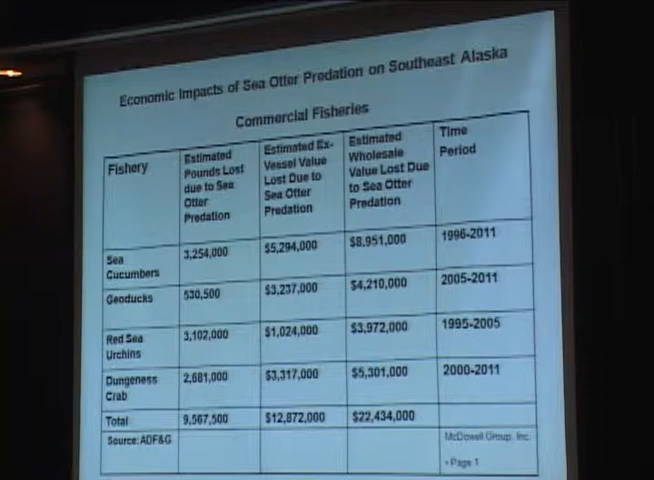 Economic Impacts of Sea Otter Predation on Southeast Alaska
Commercial Fisheries
Fishery
Estimated
Pounds Lost
due to Sea
Otter
Predation
Estimated Ex-
Vessel Value
Lost Due to
Sea Otter
Predation
Estimated
Wholesale
Value Lost Due
to Sea Otter
Predation
Time
Period
Sea
Cucumbers
3,254,000
$5,294,000
$8,951,000
1996-2011
Geoducks
530,500
$3,237,000
$4,210,000
2005-2011
Red Sea
Urchins
3,102,000
$1,024,000
$3,972,000
1995-2005
Dungeness
Crab
2,681,000
$3,317,000
$5,301,000
2000-2011
Total
9,567,500
$12,872,000
$22,434,000
Source: ADF&G
McDowell Group, Inc.
• Page 1